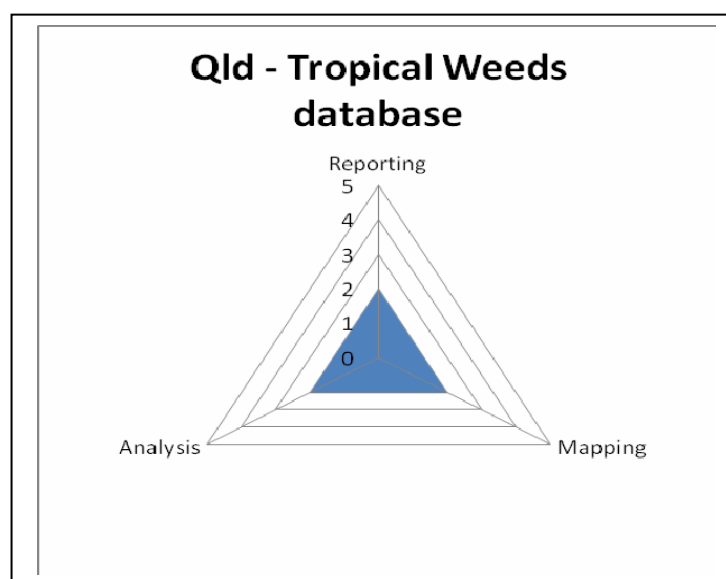 Qld - Tropical Weeds
database
Reporting
5
4
3
2
1
0
Analysis
Mapping